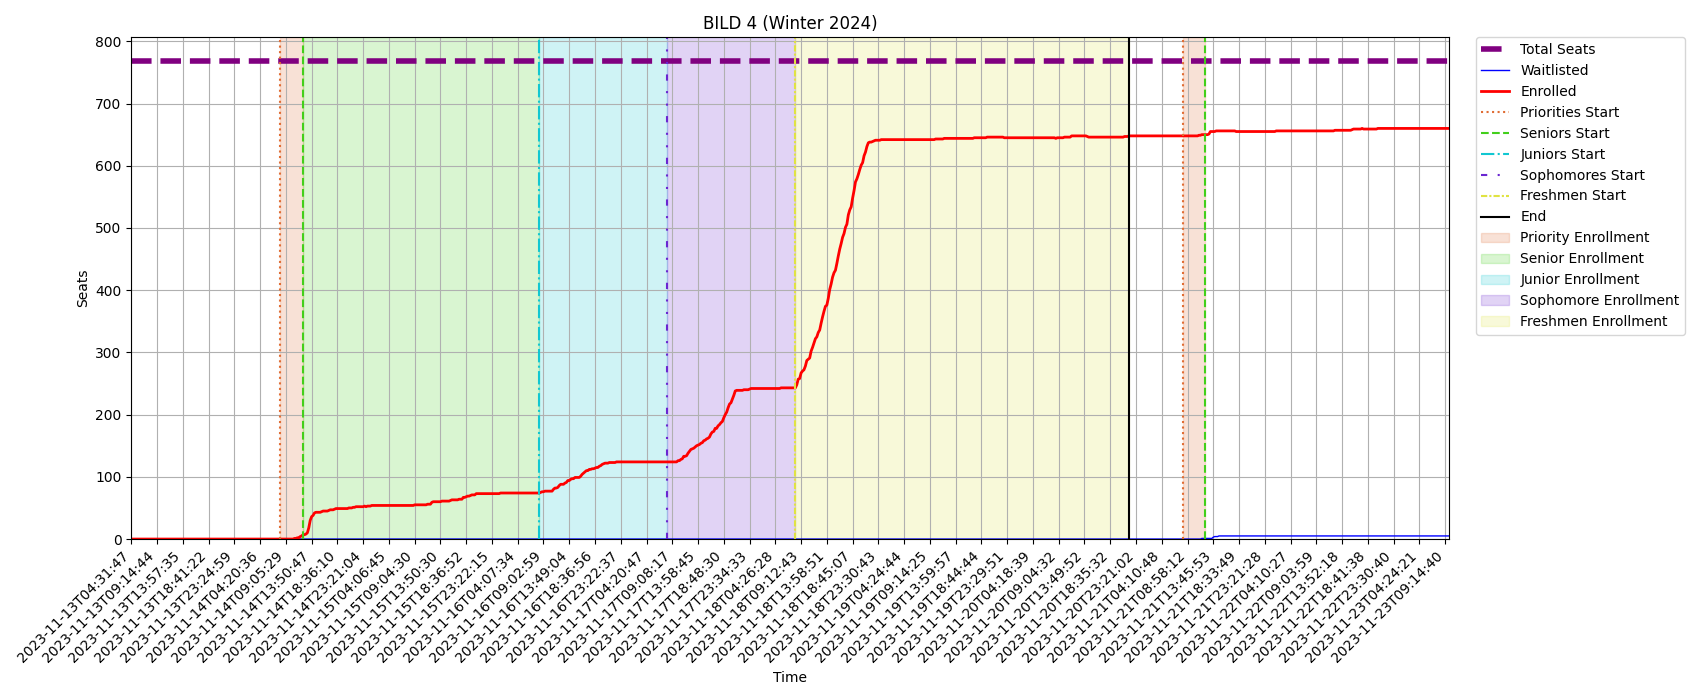 BILD 4 (Winter 2024)
800
700
600
500
400
300
200
100
0
Seats
2023-11-13T04:31:47
2023-11-13T09:14:44
2023-11-13T13:57:35
2023-11-13T18:41:22
2023-11-13T23:24:59
2023-11-14T04:20:36
2023-11-14T09:05:29
2023-11-14T13:50:47
2023-11-14T18:36:10
2023-11-14T23:21:04
2023-11-15T04:06:45
2023-11-15T09:04:30
2023-11-15T13:50:30
2023-11-15T18:36:52
2023-11-15T23:22:15
2023-11-16T04:07:34
2023-11-16T09:02:59
2023-11-16T13:49:04
2023-11-16T18:36:56
2023-11-16T23:22:37
2023-11-17T04:20:47
2023-11-17T09:08:17
2023-11-17T13:58:45
2023-11-17T18:48:30
2023-11-17T23:34:33
2023-11-18T04:26:28
2023-11-18T09:12:43
2023-11-18T13:58:51
2023-11-18T18:45:07
2023-11-18T23:30:43
2023-11-19T04:24:44
2023-11-19T09:14:25
2023-11-19T13:59:57
2023-11-19T18:44:44
2023-11-19T23:29:51
2023-11-20T04:18:39
2023-11-20T09:04:32
2023-11-20T13:49:52
2023-11-20T18:35:32
2023-11-20T23:21:02
2023-11-21T04:10:48
2023-11-21T08:58:12
2023-11-21T13:45:53
2023-11-21T18:33:49
2023-11-21T23:21:28
2023-11-22T04:10:27
2023-11-22T09:03:59
2023-11-22T13:52:18
2023-11-22T18:41:38
2023-11-22T23:30:40
2023-11-23T04:24:21
2023-11-23T09:14:40
Time
Total Seats
Waitlisted
Enrolled
Priorities Start
Seniors Start
Juniors Start
Sophomores Start
Freshmen Start
End
Priority Enrollment
Senior Enrollment
Junior Enrollment
Sophomore Enrollment
Freshmen Enrollment